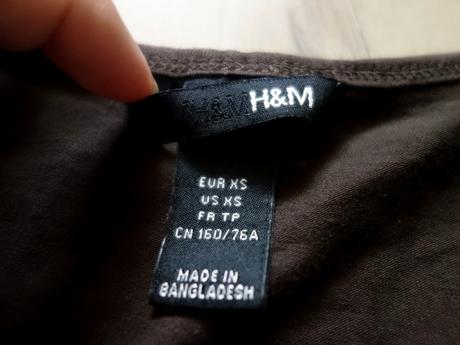 H&M H&M
EUR XS
US XS
FR TP
CN 160/76A
MADE IN
BANGLADESH